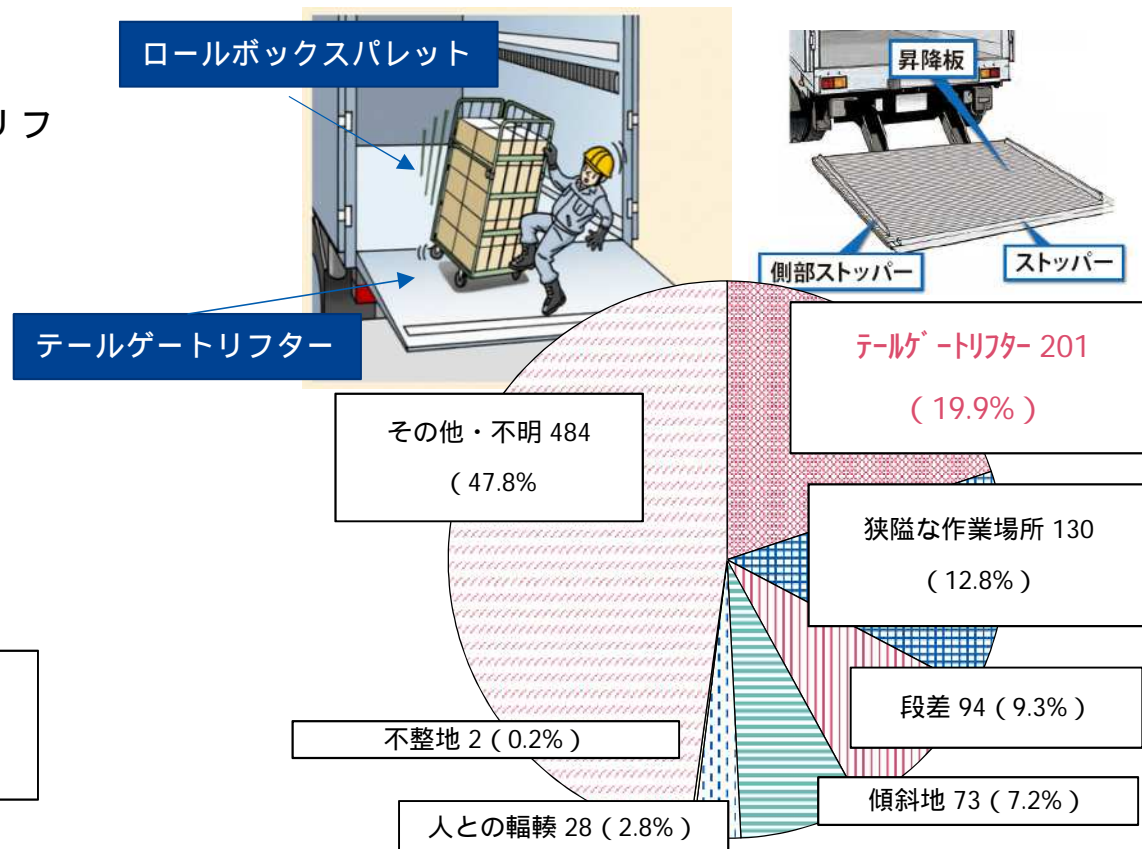 ロールボックスパレット
リフ
昇降板
側部ストッパー
ストッパー
テールゲートリフター
テールゲートリフター 201
( 19.9% )
その他・不明 484
( 47.8%
狭隘な作業場所 130
( 12.8% )
段差 94 ( 9.3% )
不整地 2 ( 0.2% )
傾斜地 73 ( 7.2% )
人との輻輳 28 ( 2.8% )